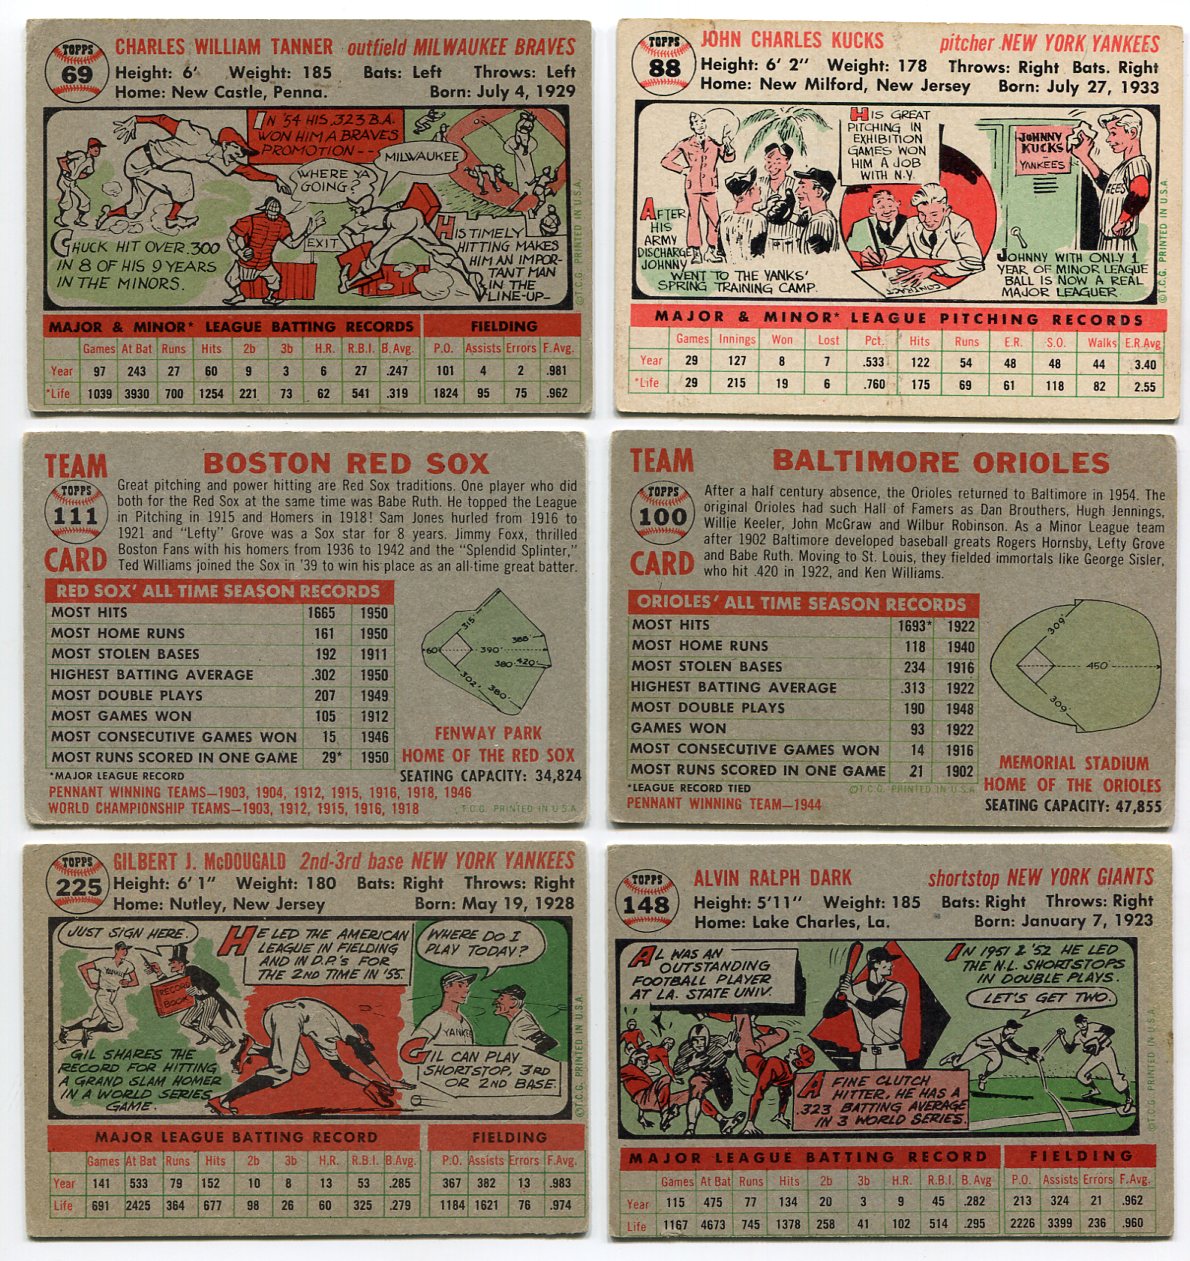 TOPPS
69
CHARLES WILLIAM TANNER outfield MILWAUKEE BRAVES
Height: 6' Weight: 185 Bats: Left Throws: Left
Home: New Castle, Penna. Born: July 4, 1929
IN '54 HIS .323 B.A.
WON HIM A BRAVES
PROMOTION--
WHERE YA
GOING?
MILWAUKEE
EXIT
CHUCK HIT OVER .300
IN 8 OF HIS 9 YEARS
IN THE MINORS.
HIS TIMELY
HITTING MAKES
HIM AN IMPOR-
TANT MAN
IN THE
LINE-UP-
©T.C.G. PRINTED IN U.S.A.
MAJOR & MINOR* LEAGUE BATTING RECORDS FIELDING
Games At Bat Runs Hits 2b 3b H.R. R.B.I. B.Avg. P.O. Assists Errors F.Avg.
Year 97 243 27 60 9 3 6 27 .247 101 4 2 .981
*Life 1039 3930 700 1254 221 73 62 541 .319 1824 95 75 .962
TOPPS
88
JOHN CHARLES KUCKS pitcher NEW YORK YANKEES
Height: 6' 2" Weight: 178 Throws: Right Bats. Right
Home: New Milford, New Jersey Born: July 27, 1933
AFTER
HIS
ARMY
DISCHARGE
JOHNNY
WENT TO THE YANKS'
SPRING TRAINING CAMP.
HIS GREAT
PITCHING IN
EXHIBITION
GAMES WON
HIM A JOB
WITH N.Y.
CONTRACT
JOHNNY
KUCKS
YANKEES
JOHNNY WITH ONLY 1
YEAR OF MINOR LEAGUE
BALL IS NOW A REAL
MAJOR LEAGUER.
©T.C.G. PRINTED IN U.S.A.
MAJOR & MINOR* LEAGUE PITCHING RECORDS
Games Innings Won Lost Pct. Hits Runs E.R. S.O. Walks E.R.Avg
Year 29 127 8 7 .533 122 54 48 48 44 3.40
*Life 29 215 19 6 .760 175 69 61 118 82 2.55
TEAM
TOPPS
111
CARD
BOSTON RED SOX
Great pitching and power hitting are Red Sox traditions. One player who did
both for the Red Sox at the same time was Babe Ruth. He topped the League
in Pitching in 1915 and Homers in 1918! Sam Jones hurled from 1916 to
1921 and "Lefty" Grove was a Sox star for 8 years. Jimmy Foxx, thrilled
Boston Fans with his homers from 1936 to 1942 and the "Splendid Splinter,"
Ted Williams joined the Sox in '39 to win his place as an all-time great batter.
RED SOX' ALL TIME SEASON RECORDS
MOST HITS 1665 1950
MOST HOME RUNS 161 1950
MOST STOLEN BASES 192 1911
HIGHEST BATTING AVERAGE .302 1950
MOST DOUBLE PLAYS 207 1949
MOST GAMES WON 105 1912
MOST CONSECUTIVE GAMES WON 15 1946
MOST RUNS SCORED IN ONE GAME 29* 1950
*MAJOR LEAGUE RECORD
315'
388'
60'
390'
380'
420'
302'
380'
FENWAY PARK
HOME OF THE RED SOX
SEATING CAPACITY: 34,824
PENNANT WINNING TEAMS—1903, 1904, 1912, 1915, 1916, 1918, 1946
WORLD CHAMPIONSHIP TEAMS—1903, 1912, 1915, 1916, 1918
T.C.G. PRINTED IN U.S.A
TEAM
TOPPS
100
CARD
BALTIMORE ORIOLES
After a half century absence, the Orioles returned to Baltimore in 1954. The
original Orioles had such Hall of Famers as Dan Brouthers, Hugh Jennings,
Willie Keeler, John McGraw and Wilbur Robinson. As a Minor League team
after 1902 Baltimore developed baseball greats Rogers Hornsby, Lefty Grove
and Babe Ruth. Moving to St. Louis, they fielded immortals like George Sisler,
who hit .420 in 1922, and Ken Williams.
ORIOLES' ALL TIME SEASON RECORDS
MOST HITS 1693* 1922
MOST HOME RUNS 118 1940
MOST STOLEN BASES 234 1916
HIGHEST BATTING AVERAGE .313 1922
MOST DOUBLE PLAYS 190 1948
GAMES WON 93 1922
MOST CONSECUTIVE GAMES WON 14 1916
MOST RUNS SCORED IN ONE GAME 21 1902
*LEAGUE RECORD TIED
©T.C.G. PRINTED IN U.S.A
PENNANT WINNING TEAM—1944
309'
450'
309'
MEMORIAL STADIUM
HOME OF THE ORIOLES
SEATING CAPACITY: 47,855
TOPPS
225
GILBERT J. McDOUGALD 2nd-3rd base NEW YORK YANKEES
Height: 6' 1" Weight: 180 Bats: Right Throws: Right
Home: Nutley, New Jersey Born: May 19, 1928
JUST SIGN HERE.
RECORD
BOOK
GIL SHARES THE
RECORD FOR HITTING
A GRAND SLAM HOMER
IN A WORLD SERIES
GAME.
HE LED THE AMERICAN
LEAGUE IN FIELDING
AND IN D.P.'S FOR
THE 2ND TIME IN '55.
WHERE DO I
PLAY TODAY?
YANKE
GIL CAN PLAY
SHORTSTOP, 3RD
OR 2ND BASE.
©T.C.G. PRINTED IN U.S.A.
MAJOR LEAGUE BATTING RECORD FIELDING
Games At Bat Runs Hits 2b 3b H.R. R.B.I. B.Avg. P.O. Assists Errors F.Avg.
Year 141 533 79 152 10 8 13 53 .285 367 382 13 .983
Life 691 2425 364 677 98 26 60 325 .279 1184 1621 76 .974
TOPPS
148
ALVIN RALPH DARK shortstop NEW YORK GIANTS
Height: 5'11" Weight: 185 Bats: Right Throws: Right
Home: Lake Charles, La. Born: January 7, 1923
AL WAS AN
OUTSTANDING
FOOTBALL PLAYER
AT LA. STATE UNIV.
A FINE CLUTCH
HITTER, HE HAS A
.323 BATTING AVERAGE
IN 3 WORLD SERIES.
IN 1951 & '52 HE LED
THE N.L. SHORTSTOPS
IN DOUBLE PLAYS.
LET'S GET TWO.
©T.C.G. PRINTED IN U.S.A.
MAJOR LEAGUE BATTING RECORD FIELDING
Games At Bat Runs Hits 2b 3b H.R. R.B.I. B. Avg. P.O. Assists Errors F.Avg.
Year 115 475 77 134 20 3 9 45 .282 213 324 21 .962
Life 1167 4673 745 1378 258 41 102 514 .295 2226 3399 236 .960